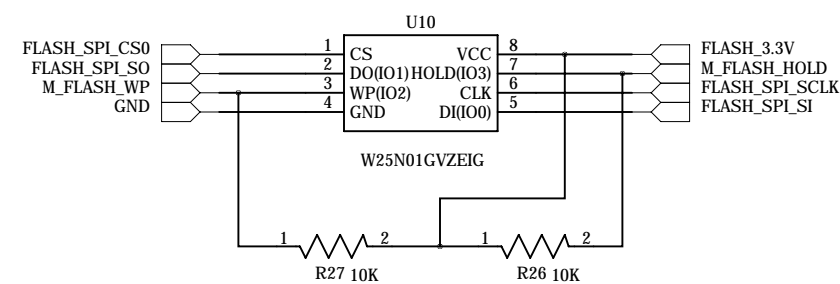 U10
FLASH_SPI_CS0 1 CS VCC 8 FLASH_3.3V
FLASH_SPI_SO 2 DO(IO1) HOLD(IO3) 7 M_FLASH_HOLD
M_FLASH_WP 3 WP(IO2) CLK 6 FLASH_SPI_SCLK
GND 4 GND DI(IO0) 5 FLASH_SPI_SI
W25N01GVZEIG
1 2 1 2
R27 10K R26 10K